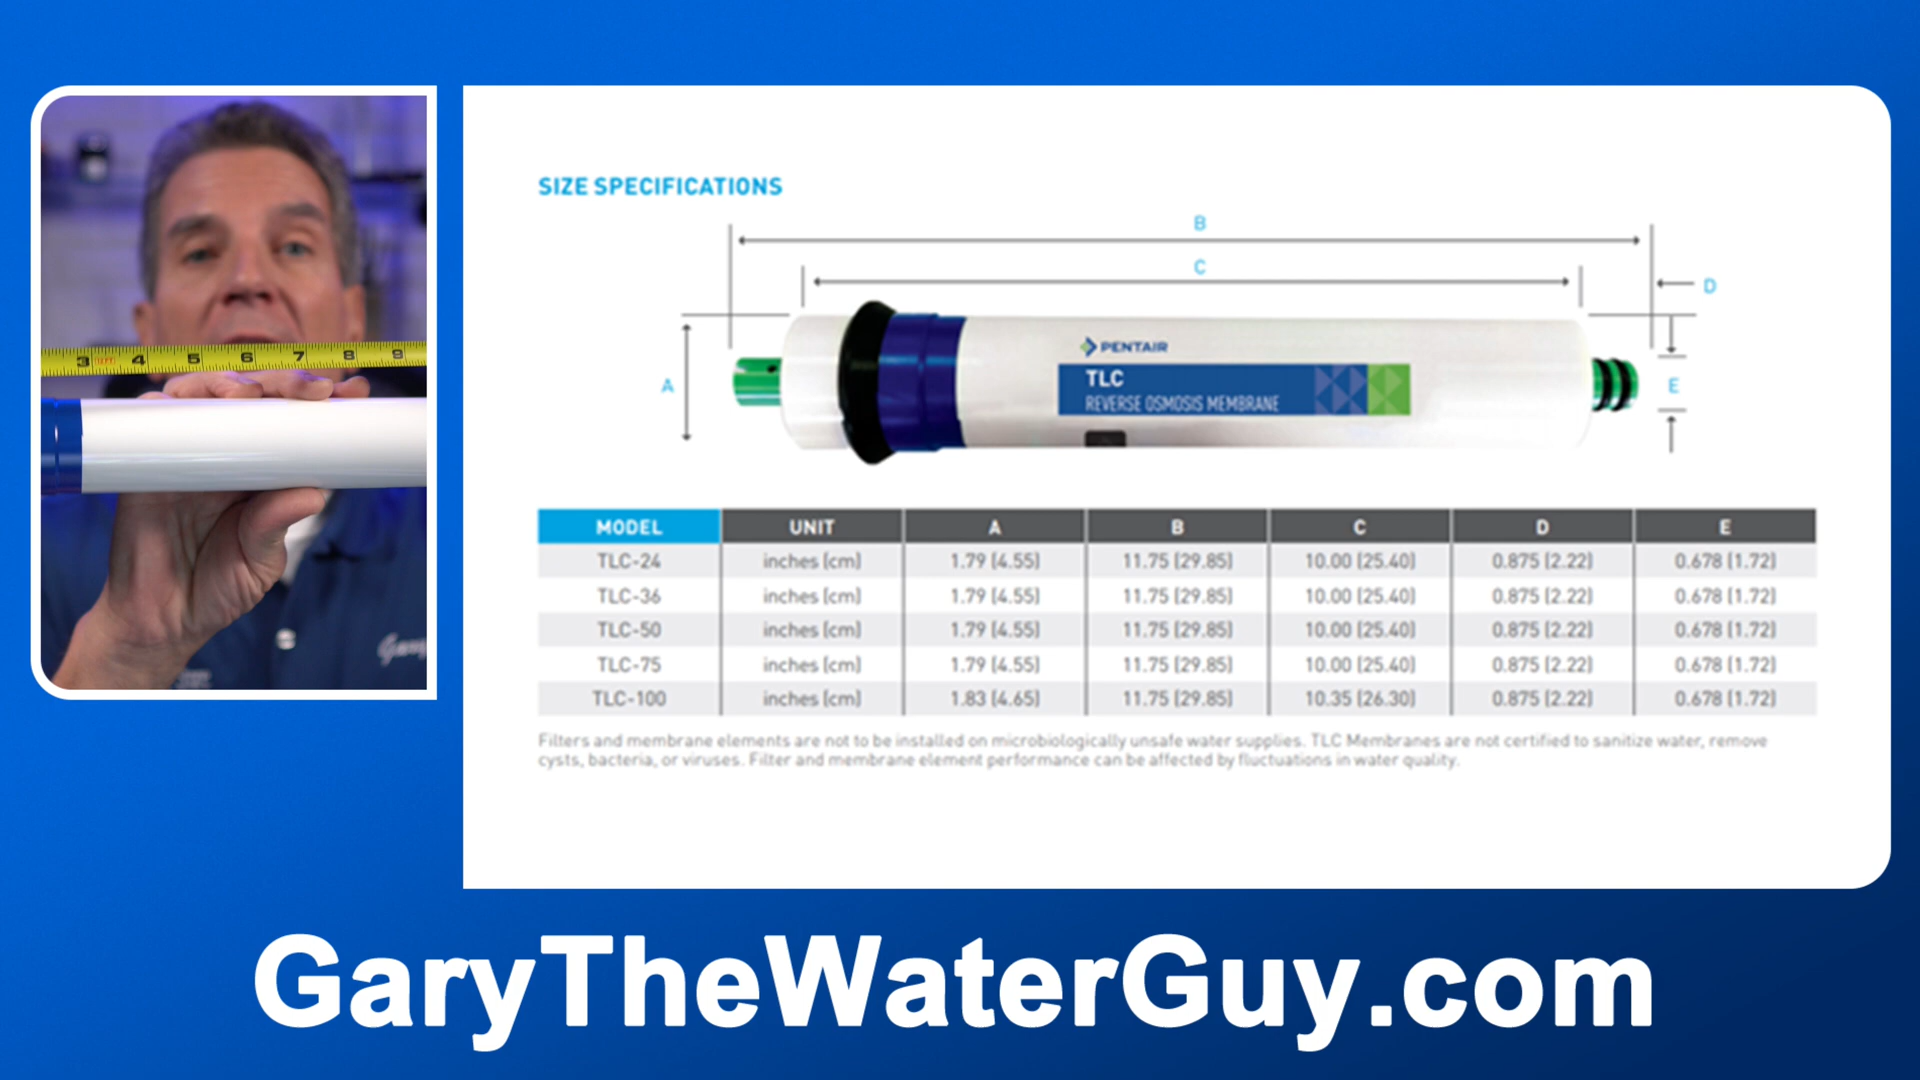 SIZE SPECIFICATIONS
B
C
D
A
E
PENTAIR
TLC
REVERSE OSMOSIS MEMBRANE
3 4 5 6 7 8 9
MODEL UNIT A B C D E
TLC-24 inches (cm) 1.79 (4.55) 11.75 (29.85) 10.00 (25.40) 0.875 (2.22) 0.678 (1.72)
TLC-36 inches (cm) 1.79 (4.55) 11.75 (29.85) 10.00 (25.40) 0.875 (2.22) 0.678 (1.72)
TLC-50 inches (cm) 1.79 (4.55) 11.75 (29.85) 10.00 (25.40) 0.875 (2.22) 0.678 (1.72)
TLC-75 inches (cm) 1.79 (4.55) 11.75 (29.85) 10.00 (25.40) 0.875 (2.22) 0.678 (1.72)
TLC-100 inches (cm) 1.83 (4.65) 11.75 (29.85) 10.35 (26.30) 0.875 (2.22) 0.678 (1.72)
Filters and membrane elements are not to be installed on microbiologically unsafe water supplies. TLC Membranes are not certified to sanitize water, remove
cysts, bacteria, or viruses. Filter and membrane element performance can be affected by fluctuations in water quality.
GaryTheWaterGuy.com